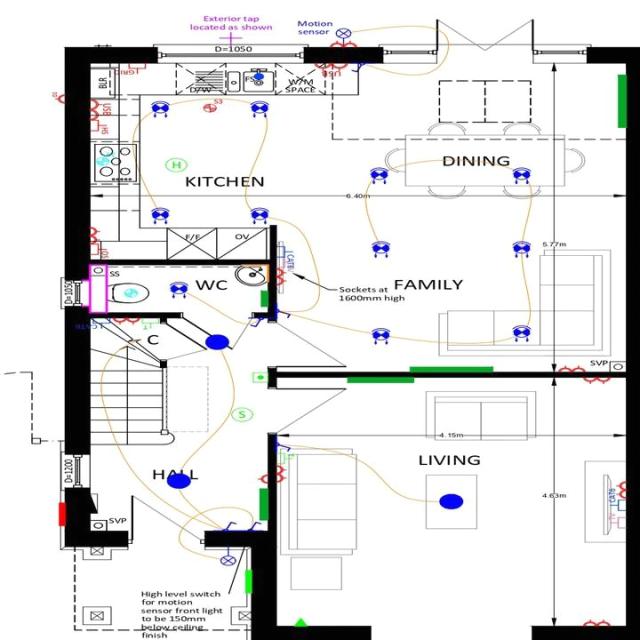 Exterior tap
located as shown
Motion
sensor
D=1050
BLR
D/W
FS
W/M
SPACE
S3
H
KITCHEN
DINING
6.40m
5.77m
F/F
OV
CAT6
SS
WC
Sockets at
1600mm high
FAMILY
D=1050
C
SVP
S
4.15m
LIVING
4.63m
HALL
D=1200
CAT6
TV
SVP
High level switch
for motion
sensor front light
to be 150mm
below ceiling
finish